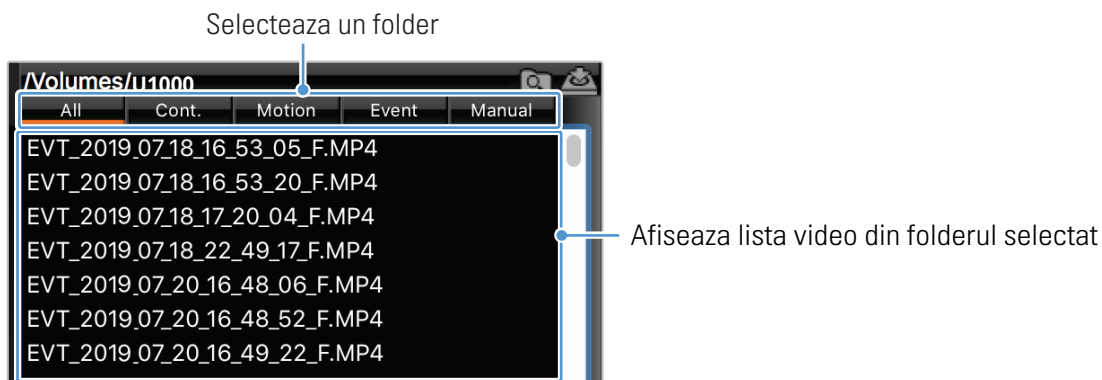 Selecteaza un folder
/Volumes/U1000
All Cont. Motion Event Manual
EVT_2019_07_18_16_53_05_F.MP4
EVT_2019_07_18_16_53_20_F.MP4
EVT_2019_07_18_17_20_04_F.MP4
EVT_2019_07_18_22_49_17_F.MP4
Afiseaza lista video din folderul selectat
EVT_2019_07_20_16_48_06_F.MP4
EVT_2019_07_20_16_48_52_F.MP4
EVT_2019_07_20_16_49_22_F.MP4